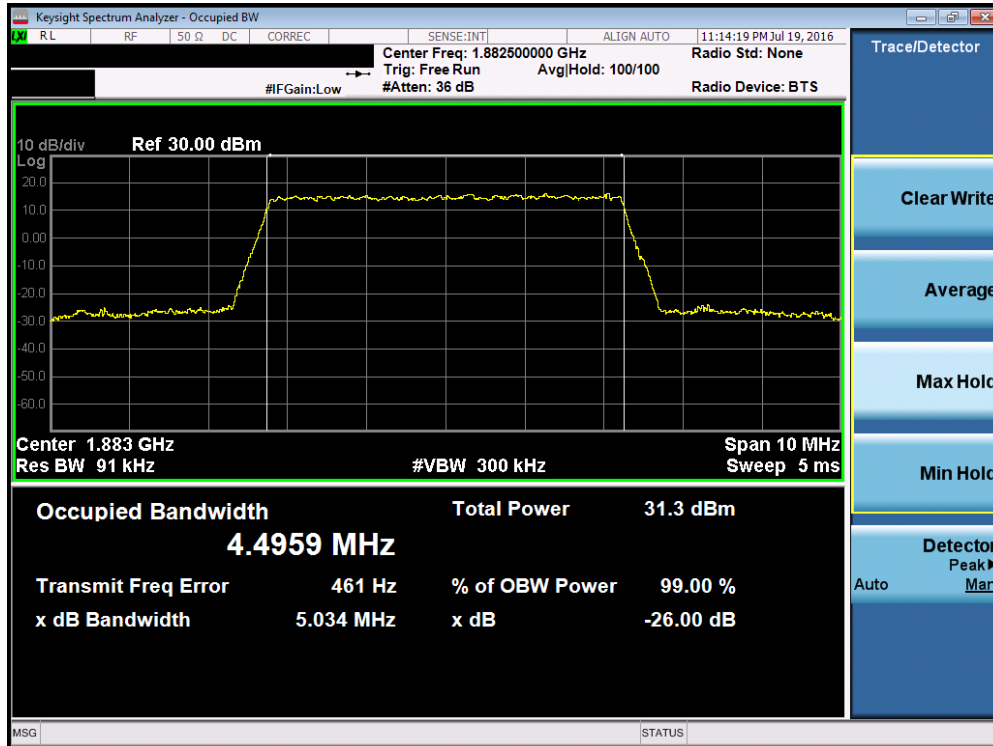 Keysight Spectrum Analyzer - Occupied BW
LXI RL RF 50 Ω DC CORREC SENSE:INT ALIGN AUTO 11:14:19 PM Jul 19, 2016
Center Freq: 1.882500000 GHz Radio Std: None
Trig: Free Run Avg|Hold: 100/100
#IFGain:Low #Atten: 36 dB Radio Device: BTS
10 dB/div Ref 30.00 dBm
Log
20.0
10.0
0.00
-10.0
-20.0
-30.0
-40.0
-50.0
-60.0
Center 1.883 GHz Span 10 MHz
Res BW 91 kHz #VBW 300 kHz Sweep 5 ms
Occupied Bandwidth Total Power 31.3 dBm
4.4959 MHz
Transmit Freq Error 461 Hz % of OBW Power 99.00 %
x dB Bandwidth 5.034 MHz x dB -26.00 dB
MSG STATUS
Trace/Detector
Clear Write
Average
Max Hold
Min Hold
Detector
Peak
Auto Man